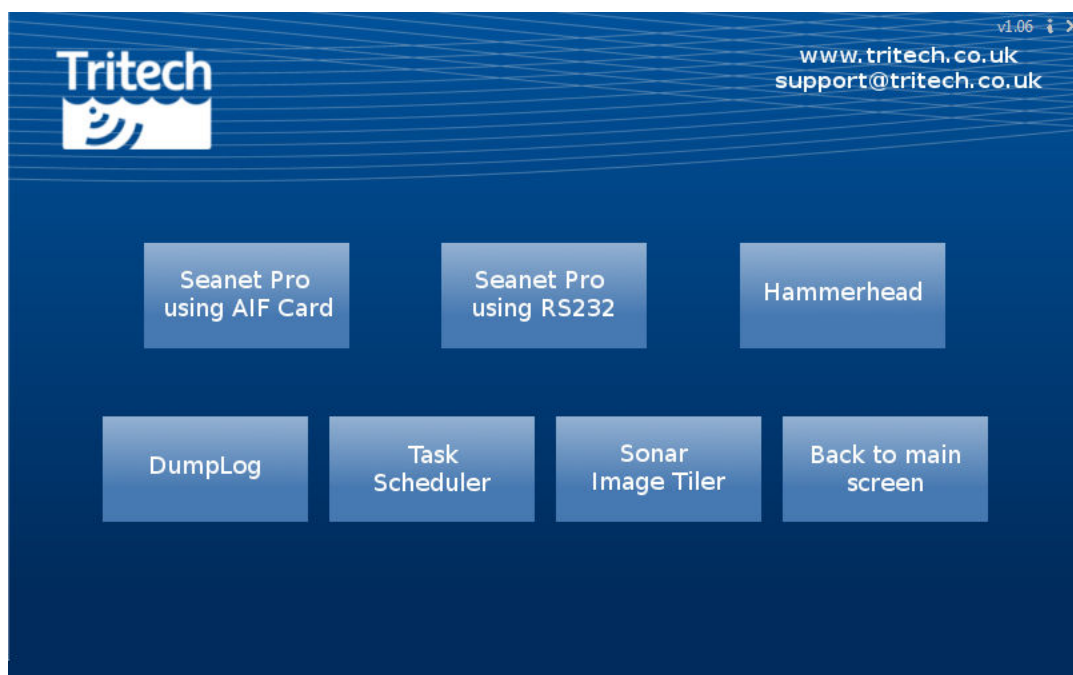 v1.06 i X
Tritech
www.tritech.co.uk
support@tritech.co.uk
Seanet Pro
using AIF Card
Seanet Pro
using RS232
Hammerhead
DumpLog
Task
Scheduler
Sonar
Image Tiler
Back to main
screen